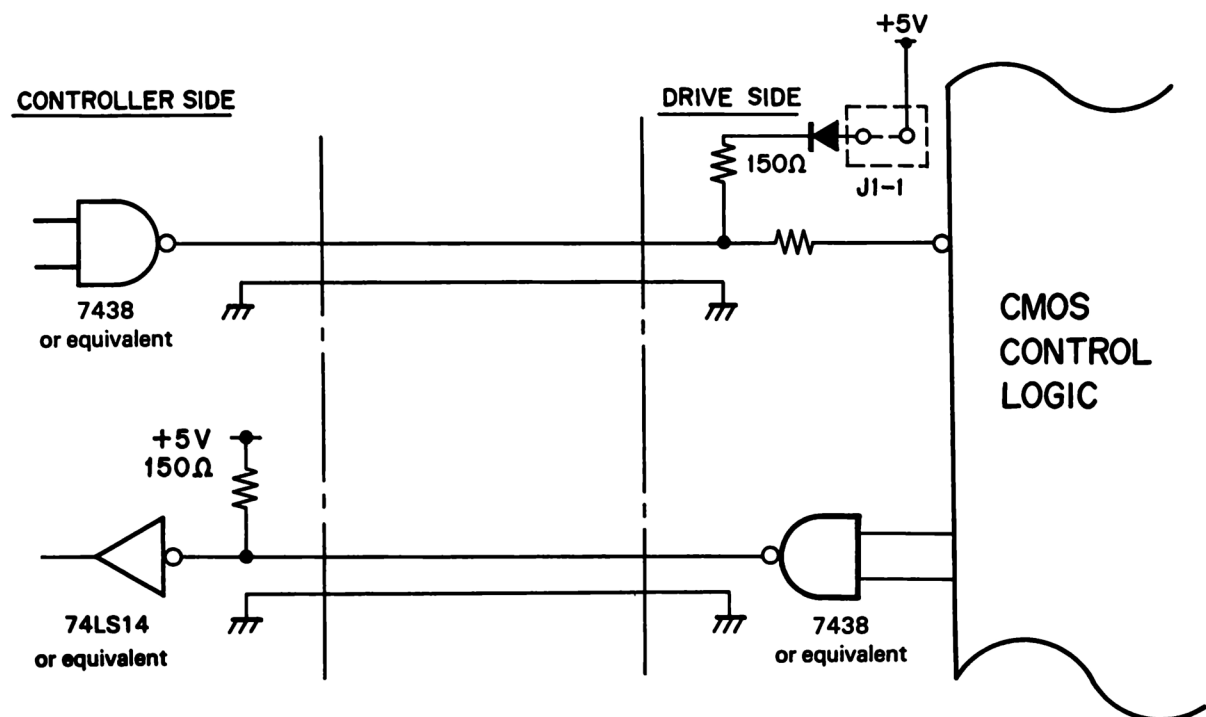 +5V
CONTROLLER SIDE
DRIVE SIDE
150Ω
J1-1
7438
or equivalent
CMOS
CONTROL
LOGIC
+5V
150Ω
74LS14
or equivalent
7438
or equivalent